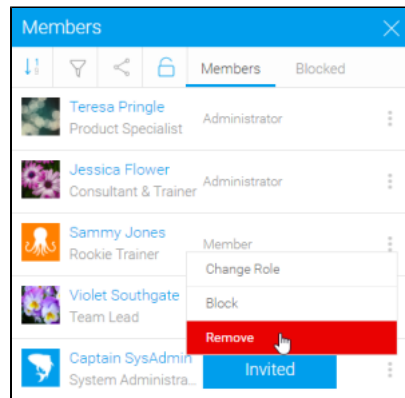 Members
Members Blocked
Teresa Pringle
Product Specialist Administrator
Jessica Flower
Consultant & Trainer Administrator
Sammy Jones
Rookie Trainer Member
Change Role
Block
Remove
Violet Southgate
Team Lead
Captain SysAdmin
System Administra... Invited